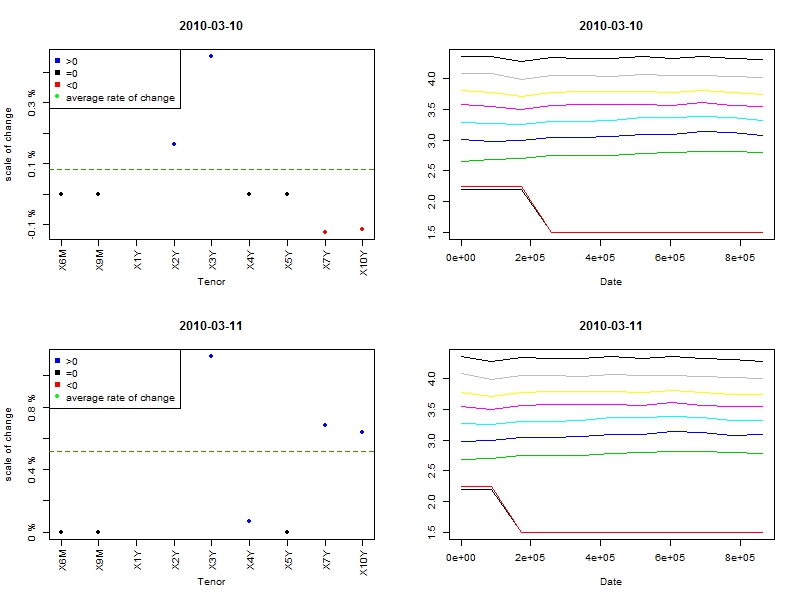 2010-03-10
>0
=0
<0
average rate of change
scale of change
-0.1 %
0.1 %
0.3 %
X6M
X9M
X1Y
X2Y
X3Y
X4Y
X5Y
X7Y
X10Y
Tenor
2010-03-10
4.0
3.5
3.0
2.5
2.0
1.5
0e+00
2e+05
4e+05
6e+05
8e+05
Date
2010-03-11
>0
=0
<0
average rate of change
scale of change
0 %
0.4 %
0.8 %
X6M
X9M
X1Y
X2Y
X3Y
X4Y
X5Y
X7Y
X10Y
Tenor
2010-03-11
4.0
3.5
3.0
2.5
2.0
1.5
0e+00
2e+05
4e+05
6e+05
8e+05
Date